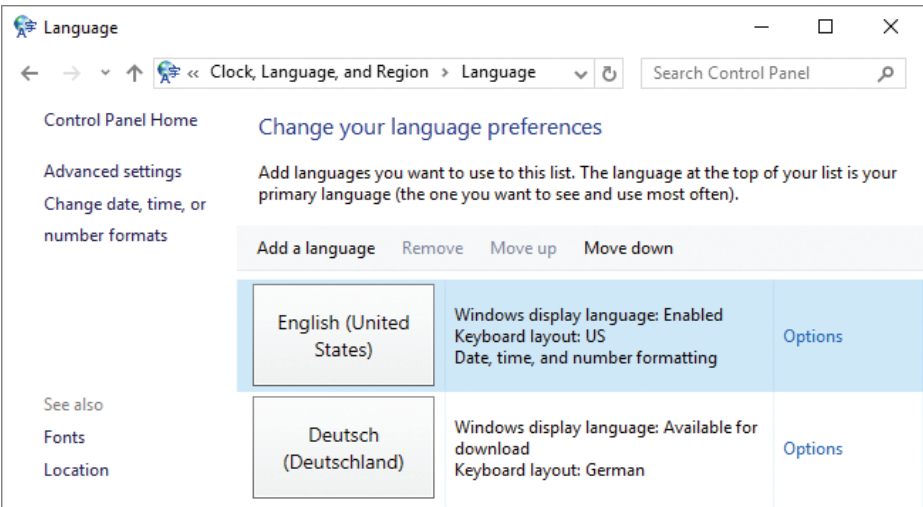 Language
« Clock, Language, and Region > Language
Search Control Panel
Control Panel Home
Advanced settings
Change date, time, or
number formats
See also
Fonts
Location
Change your language preferences
Add languages you want to use to this list. The language at the top of your list is your
primary language (the one you want to see and use most often).
Add a language Remove Move up Move down
English (United
States)
Windows display language: Enabled
Keyboard layout: US
Date, time, and number formatting
Options
Deutsch
(Deutschland)
Windows display language: Available for
download
Keyboard layout: German
Options